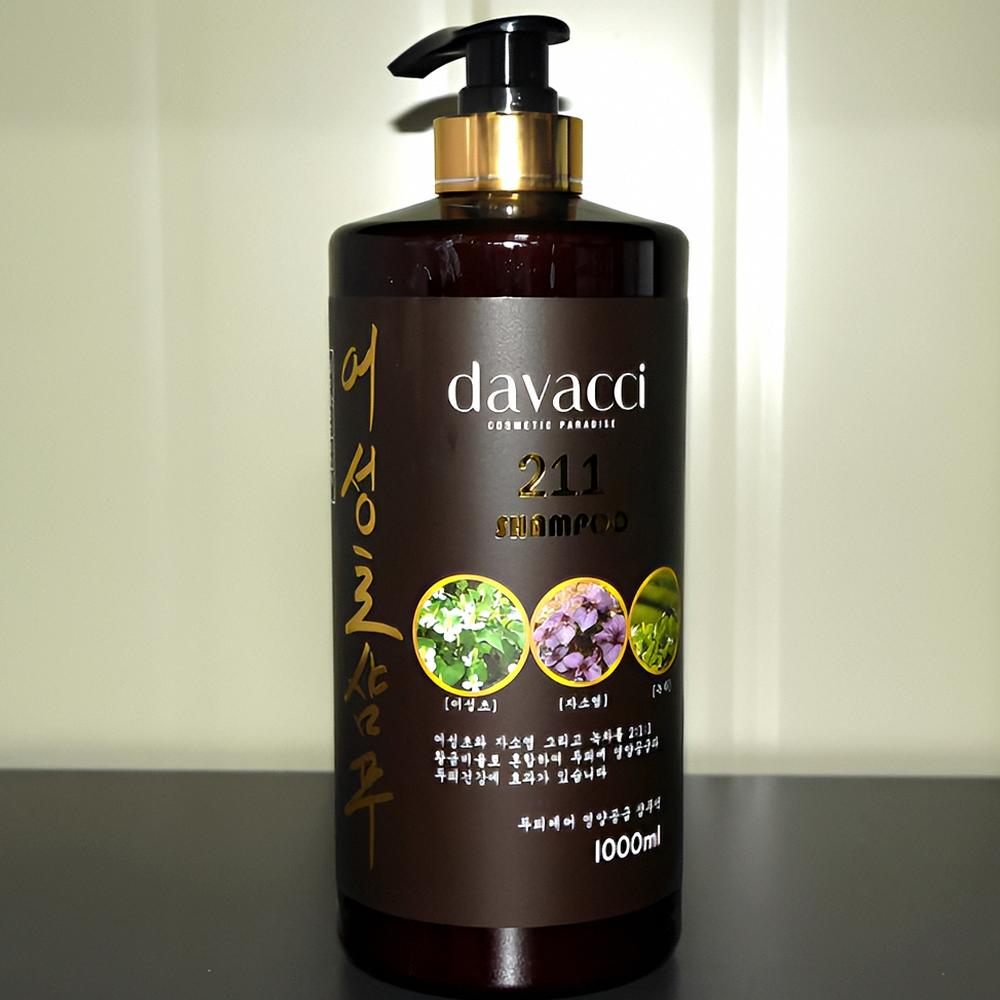 어성초샴푸
davacci
COSMETIC PARADISE
211
SHAMPOO
[어성초]
[자소엽]
[녹차]
어성초와 자소엽 그리고 녹차를 2:1:1
황금비율로 혼합하여 두피에 영양공급과
두피건강에 효과가 있습니다
두피케어 영양공급 샴푸액
1000ml